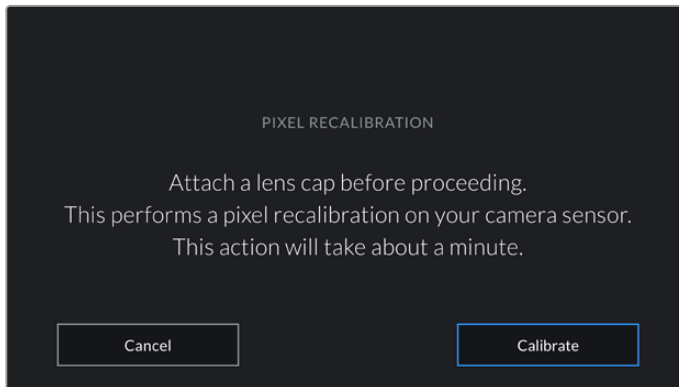 PIXEL RECALIBRATION
Attach a lens cap before proceeding.
This performs a pixel recalibration on your camera sensor.
This action will take about a minute.
Cancel
Calibrate